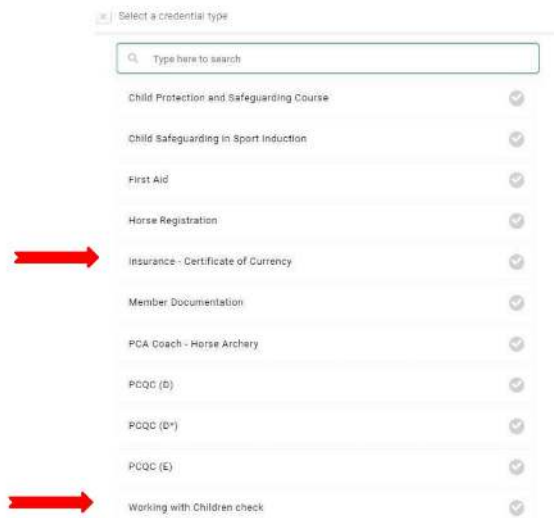 Select a credential type
Type here to search
Child Protection and Safeguarding Course
Child Safeguarding in Sport Induction
First Aid
Horse Registration
Insurance - Certificate of Currency
Member Documentation
PCA Coach - Horse Archery
PCQC (D)
PCQC (D*)
PCQC (E)
Working with Children check